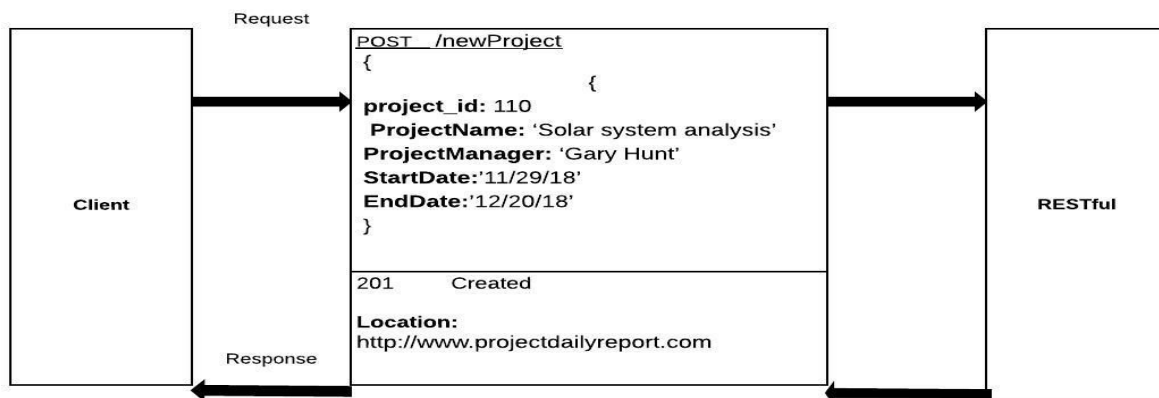 Request
POST__ /newProject
{
{
project_id: 110
ProjectName: ‘Solar system analysis’
ProjectManager: ‘Gary Hunt’
StartDate:’11/29/18’
EndDate:’12/20/18’
}
Client
RESTful
201 Created
Location:
http://www.projectdailyreport.com
Response